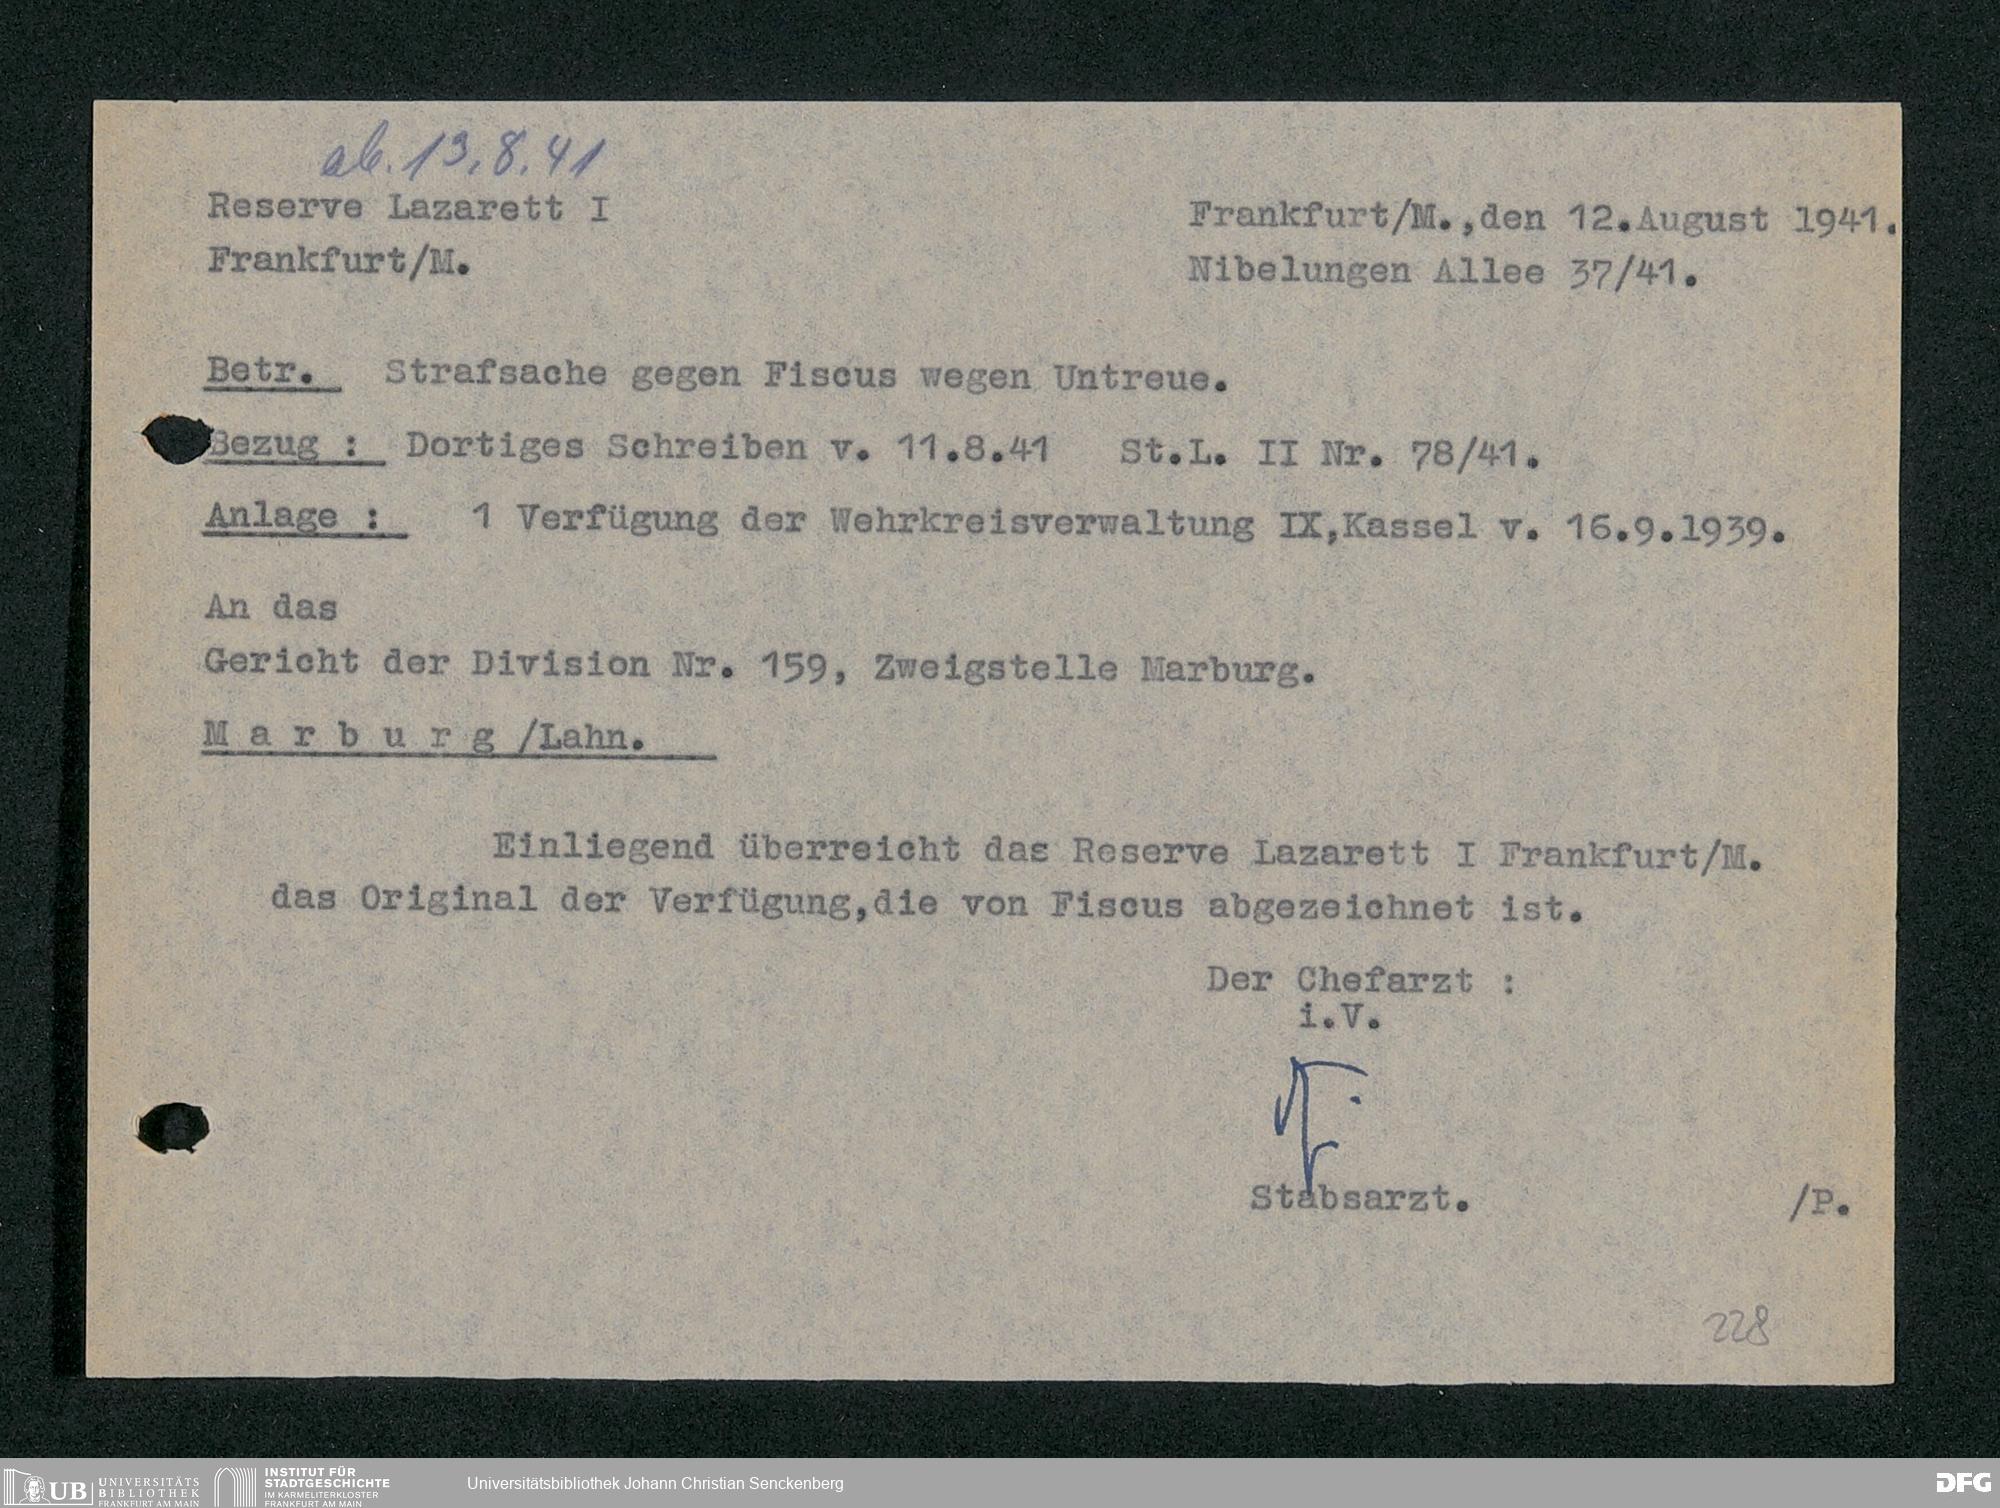 ab. 13.8.41
Reserve Lazarett I
Frankfurt/M.
Frankfurt/M.,den 12.August 1941.
Nibelungen Allee 37/41.
Betr. Strafsache gegen Fiscus wegen Untreue.
Bezug : Dortiges Schreiben v. 11.8.41 St.L. II Nr. 78/41.
Anlage : 1 Verfügung der Wehrkreisverwaltung IX,Kassel v. 16.9.1939.
An das
Gericht der Division Nr. 159, Zweigstelle Marburg.
M a r b u r g /Lahn.
Einliegend überreicht das Reserve Lazarett I Frankfurt/M.
das Original der Verfügung,die von Fiscus abgezeichnet ist.
Der Chefarzt :
i.V.
Stabsarzt.
/P.
228
UB UNIVERSITÄTS
BIBLIOTHEK
FRANKFURT AM MAIN
INSTITUT FÜR
STADTGESCHICHTE
IM KARMELITERKLOSTER
FRANKFURT AM MAIN
Universitätsbibliothek Johann Christian Senckenberg
DFG